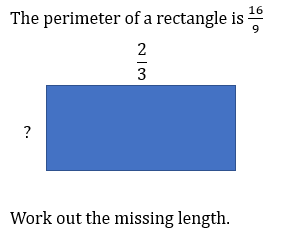 The perimeter of a rectangle is 16/9
2/3
?
Work out the missing length.